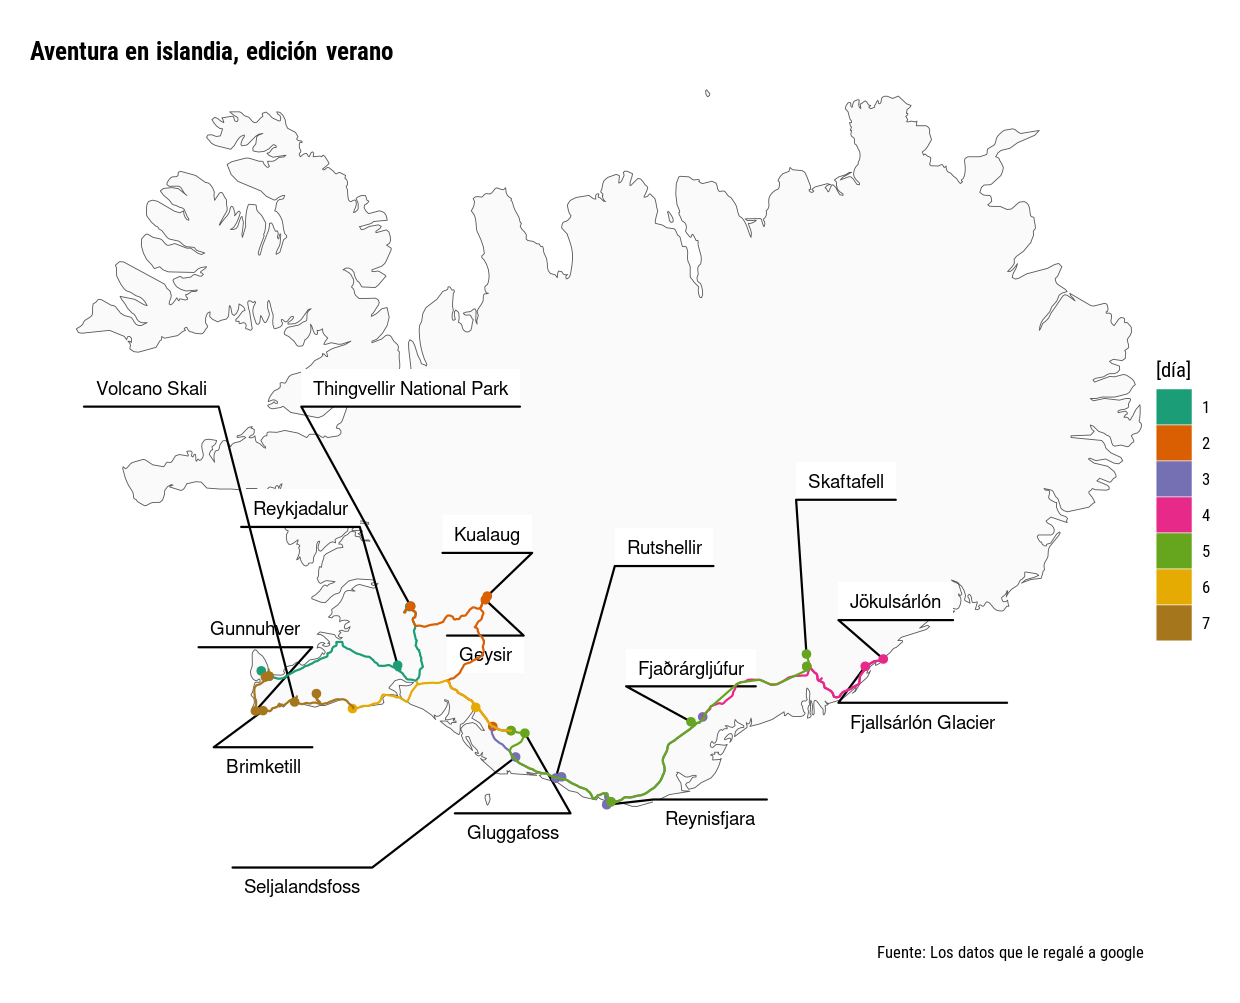 Aventura en islandia, edición verano
Volcano Skali
Thingvellir National Park
[día]
1
2
3
4
5
6
7
Skaftafell
Reykjadalur
Kualaug
Rutshellir
Jökulsárlón
Gunnuhver
Geysir
Fjaðrárgljúfur
Fjallsárlón Glacier
Brimketill
Reynisfjara
Gluggafoss
Seljalandsfoss
Fuente: Los datos que le regalé a google